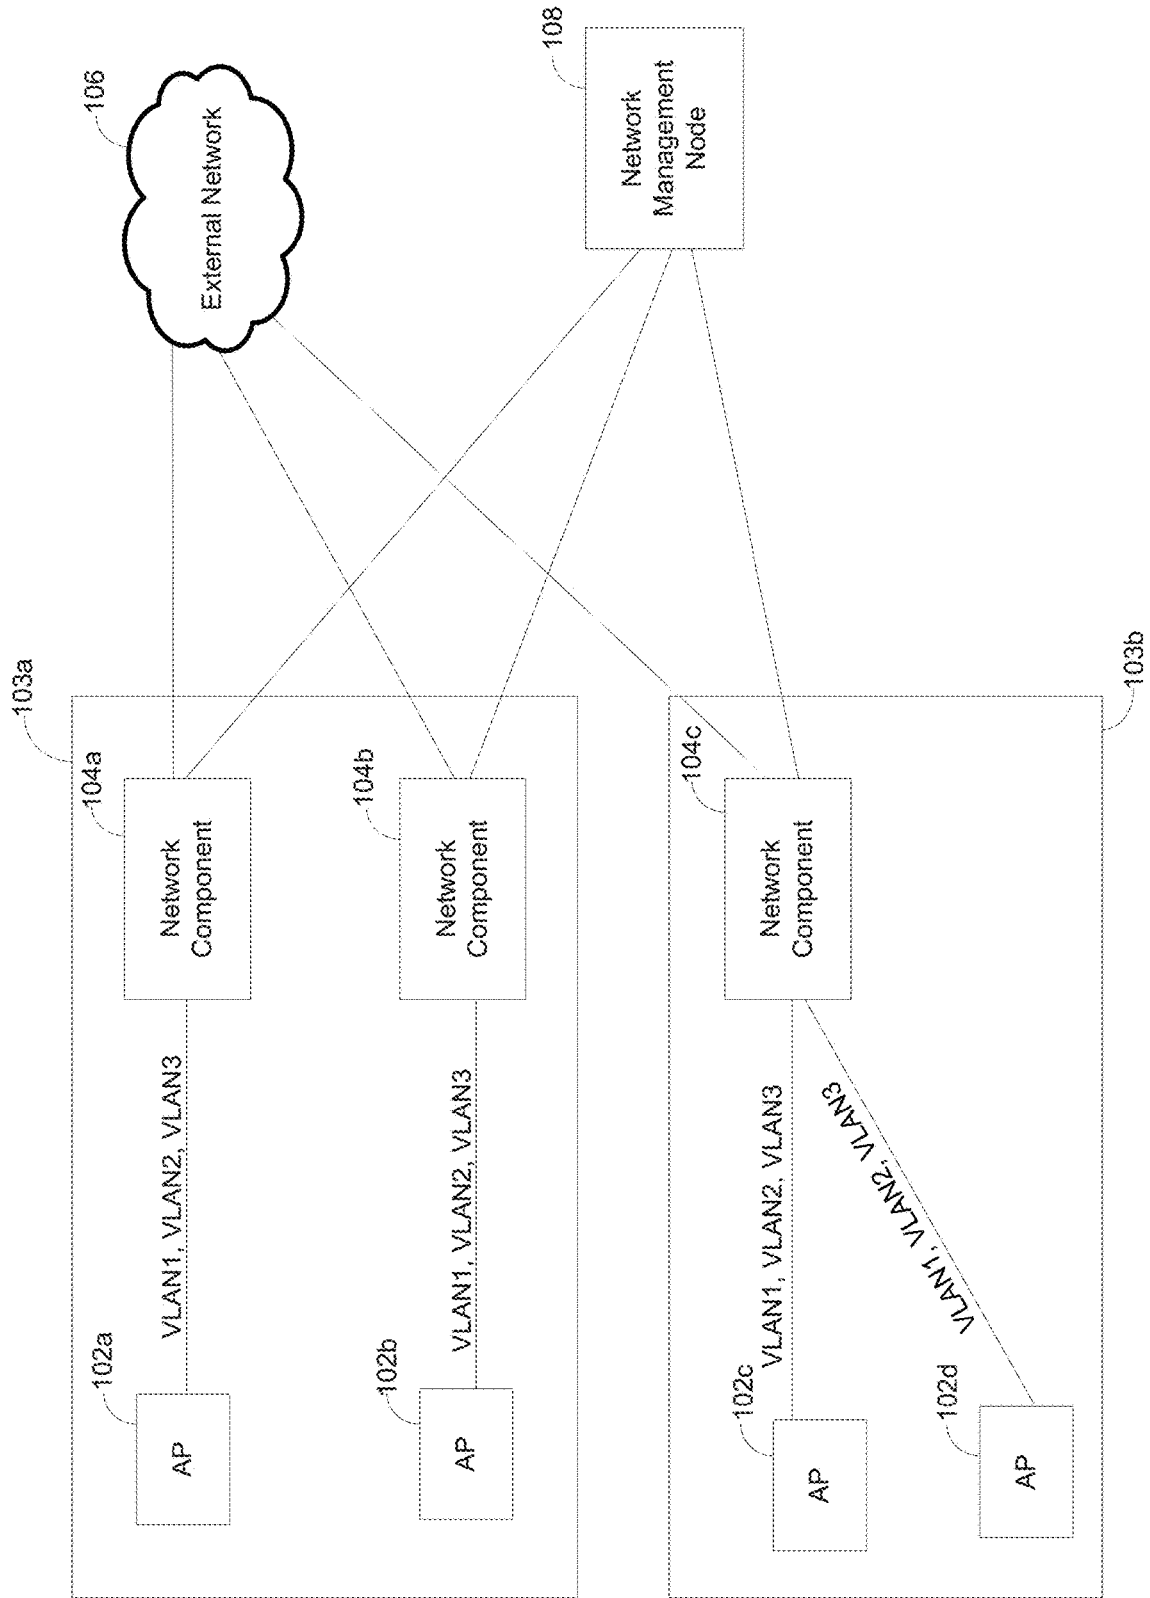 103a
102a
AP
VLAN1, VLAN2, VLAN3
104a
Network
Component
102b
AP
VLAN1, VLAN2, VLAN3
104b
Network
Component
106
External Network
108
Network
Management
Node
102c
AP
VLAN1, VLAN2, VLAN3
104c
Network
Component
102d
AP
VLAN1, VLAN2, VLAN3
103b